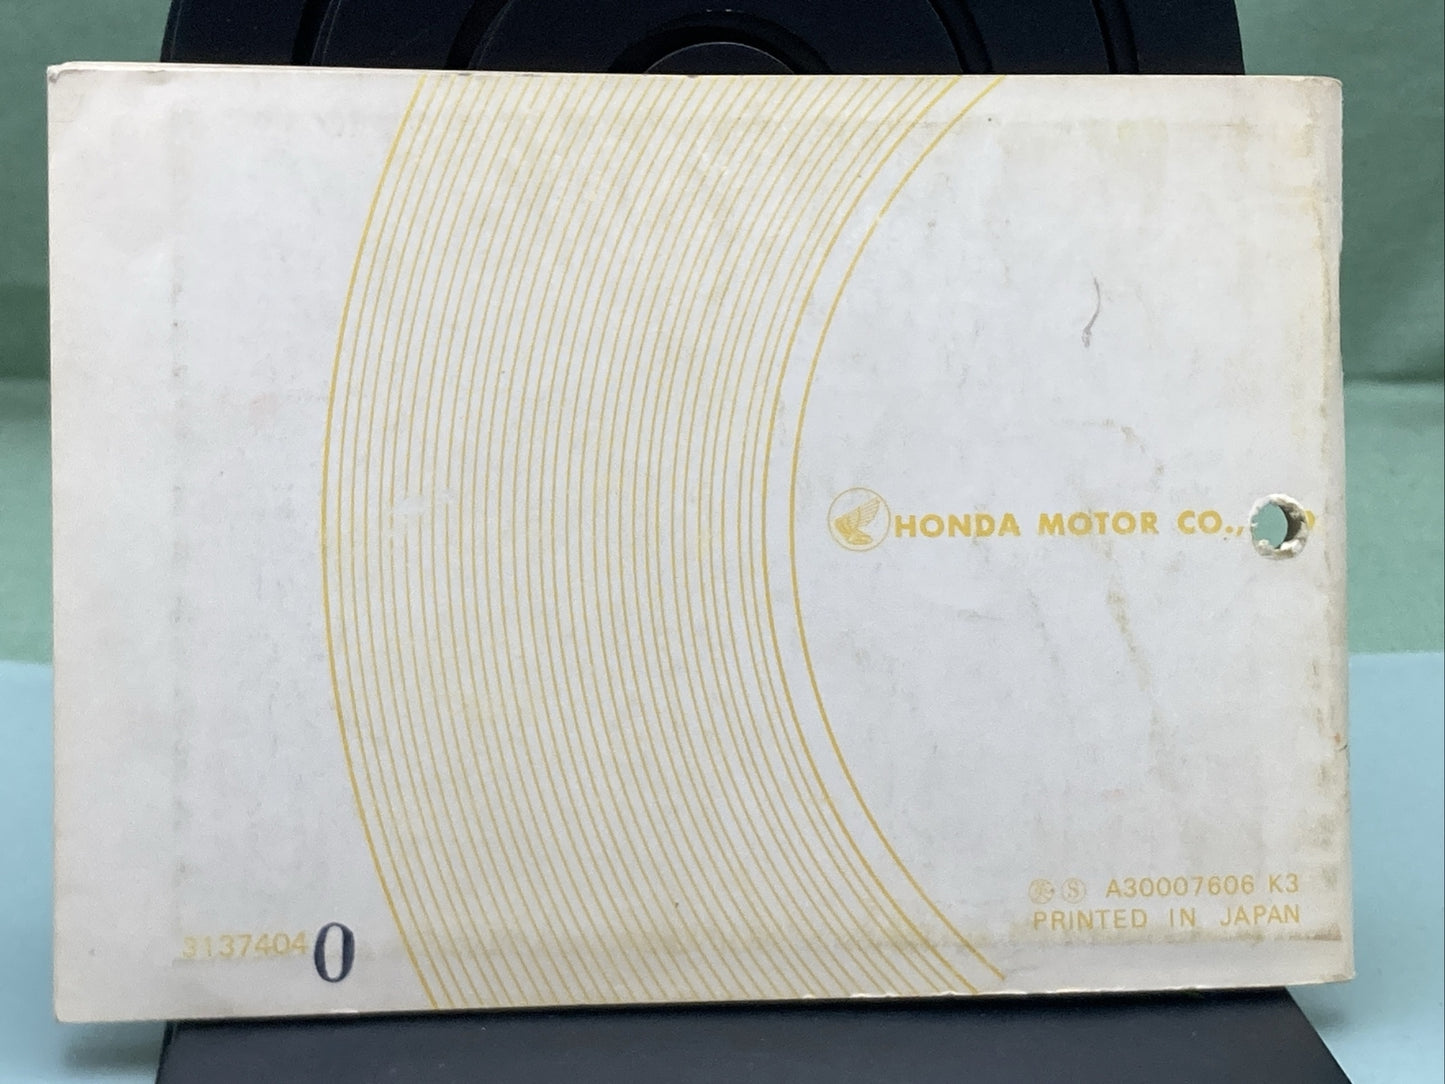 HONDA MOTOR CO.,
Ⓢ A30007606 K3
PRINTED IN JAPAN
3137404 0